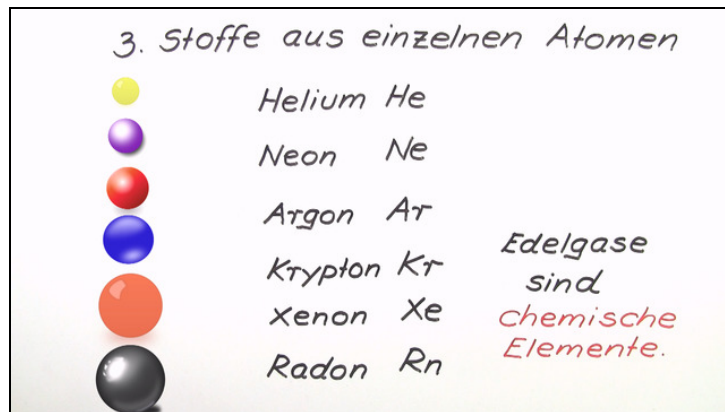 3. Stoffe aus einzelnen Atomen
Helium He
Neon Ne
Argon Ar
Krypton Kr
Xenon Xe
Radon Rn
Edelgase
sind
chemische
Elemente.